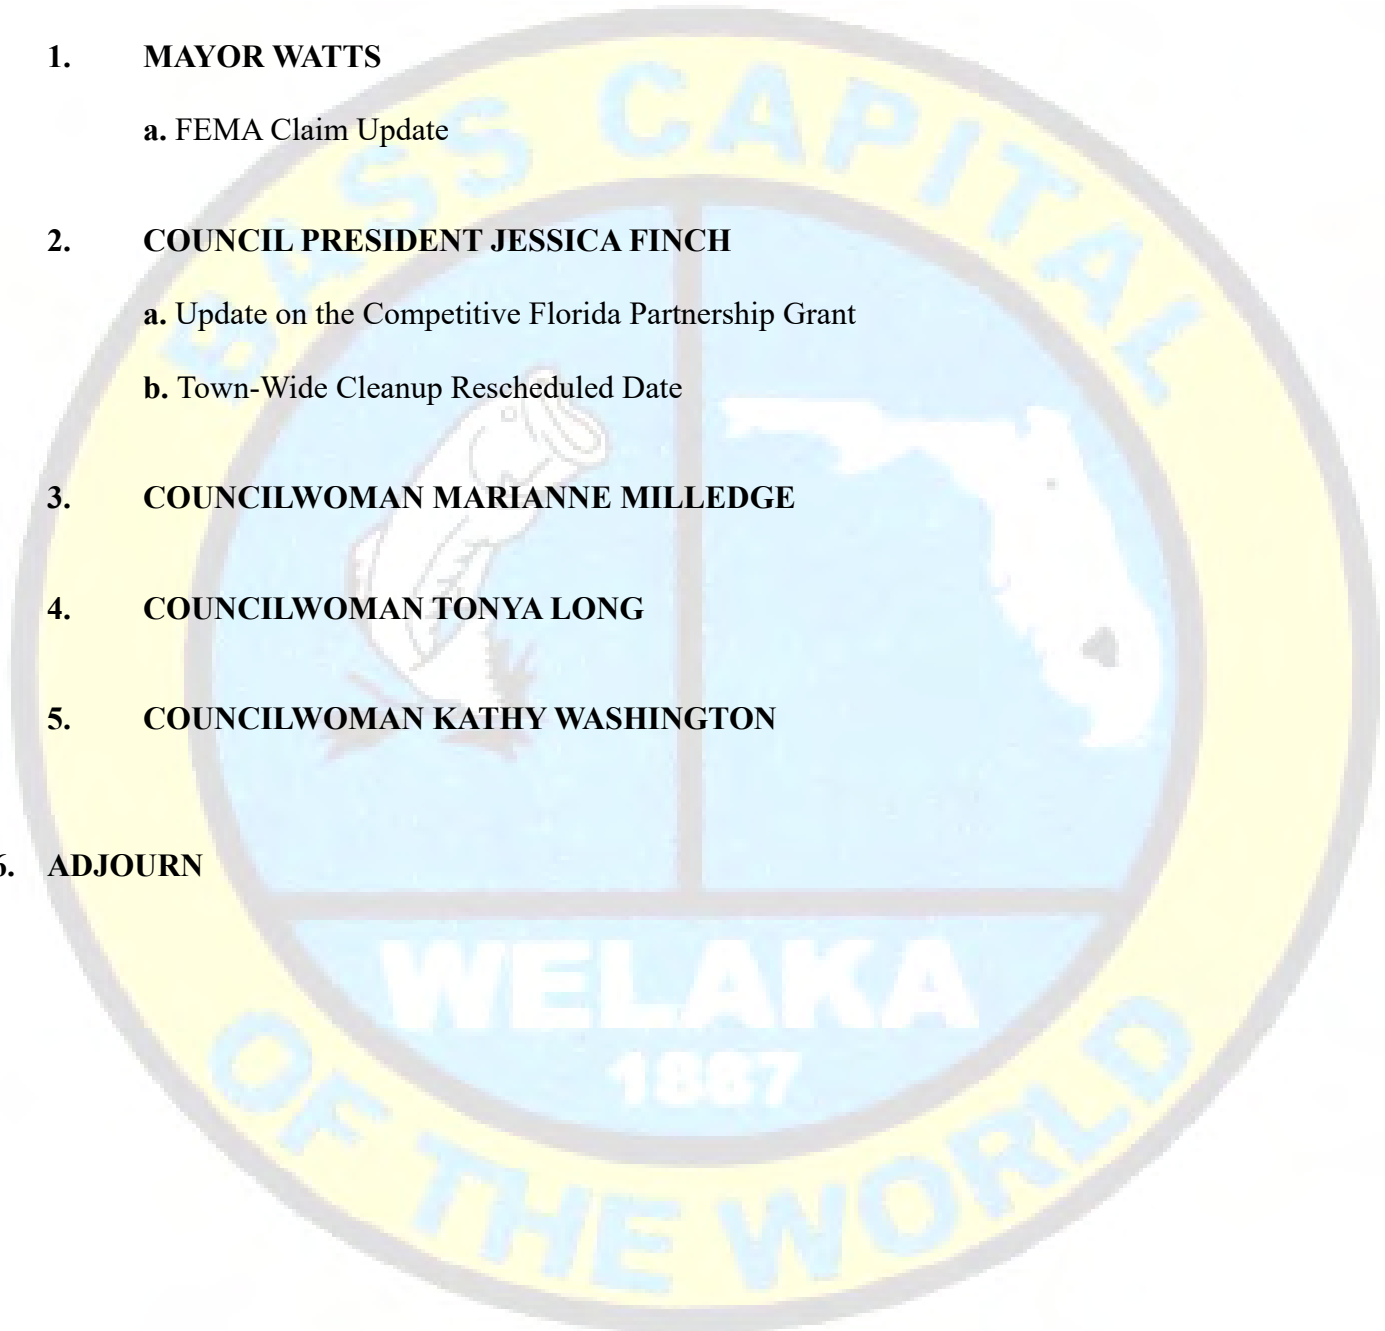 1. MAYOR WATTS
a. FEMA Claim Update
2. COUNCIL PRESIDENT JESSICA FINCH
a. Update on the Competitive Florida Partnership Grant
b. Town-Wide Cleanup Rescheduled Date
3. COUNCILWOMAN MARIANNE MILLEDGE
4. COUNCILWOMAN TONYA LONG
5. COUNCILWOMAN KATHY WASHINGTON
6. ADJOURN
BASS CAPITAL
WELAKA
1887
OF THE WORLD